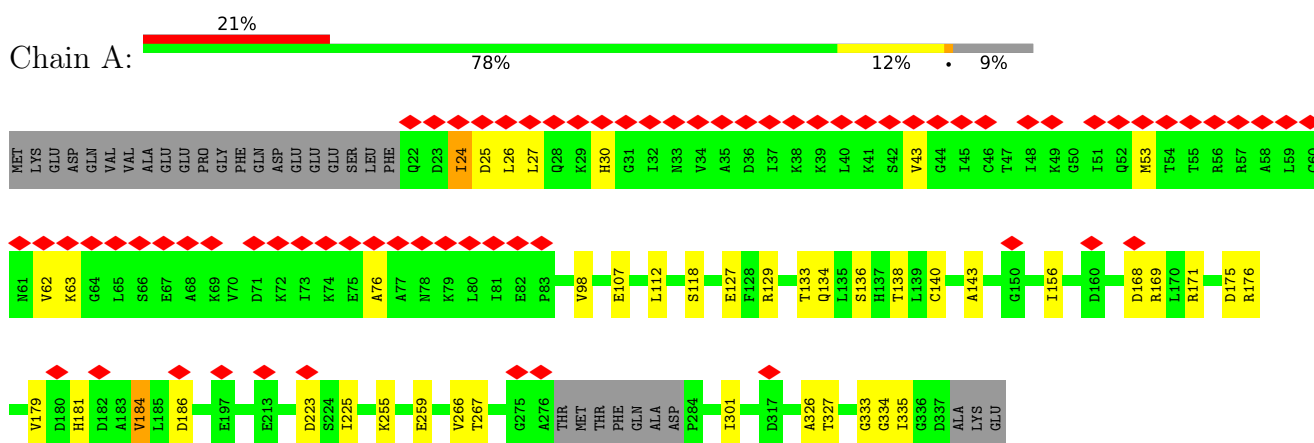 21%
Chain A:
78% 12% • 9%
MET LYS GLU ASP GLN VAL VAL ALA GLU GLU PRO GLY PHE GLN ASP GLU GLU GLU SER LEU PHE Q22 D23 I24 D25 L26 L27 Q28 K29 H30 G31 I32 N33 V34 A35 D36 I37 K38 K39 L40 K41 S42 V43 G44 I45 C46 T47 I48 K49 G50 I51 Q52 M53 T54 T55 R56 R57 A58 L59 C60
N61 V62 K63 G64 L65 S66 E67 A68 K69 V70 D71 K72 I73 K74 E75 A76 A77 N78 K79 L80 I81 E82 P83 V98 E107 L112 S118 E127 F128 R129 T133 Q134 L135 S136 H137 T138 L139 C140 A143 G150 I156 D160 D168 R169 L170 R171 D175 R176
V179 D180 H181 D182 A183 V184 L185 D186 E197 E213 D223 S224 I225 K255 E259 V266 T267 G275 A276 THR MET THR PHE GLN ALA ASP P284 I301 D317 A326 T327 G333 G334 I335 G336 D337 ALA LYS GLU